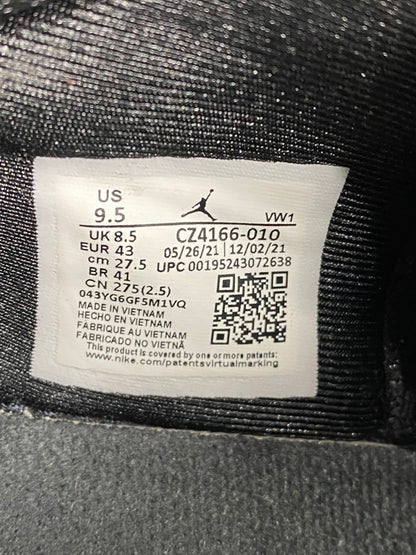 US
9.5
VW1
UK 8.5
CZ4166-010
EUR 43
05/26/21 12/02/21
cm 27.5
UPC 00195243072638
BR 41
CN 275(2.5)
043YG6GF5M1VQ
MADE IN VIETNAM
HECHO EN VIETNAM
FABRIQUE AU VIETNAM
FABRICADO NO VIETNÃ
This product is covered by one or more patents:
www.nike.com/patentsvirtualmarking